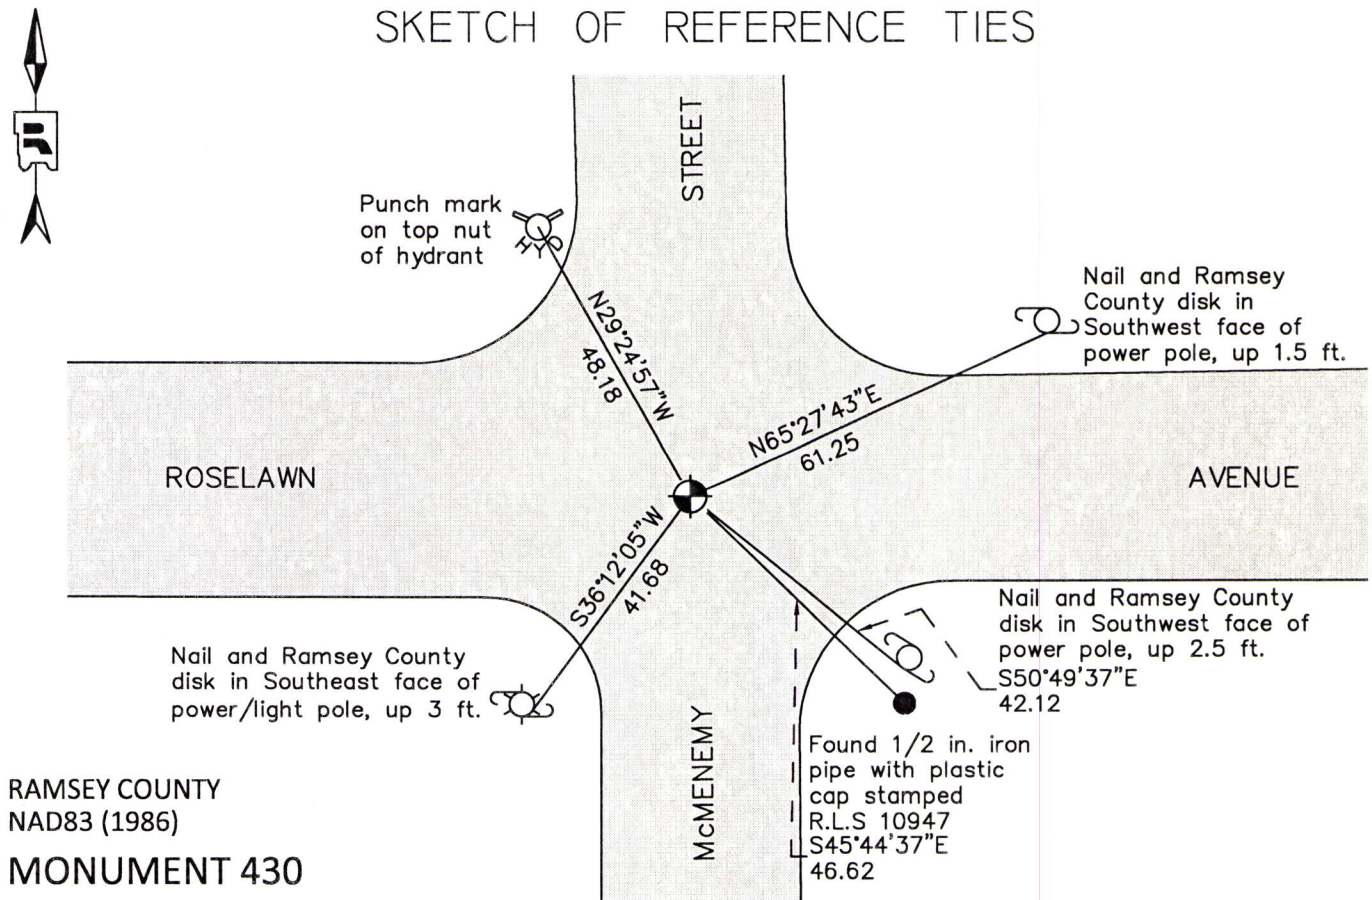 SKETCH OF REFERENCE TIES
STREET
Punch mark
on top nut
of hydrant
HYD
N29°24'57"W
48.18
Nail and Ramsey
County disk in
Southwest face of
power pole, up 1.5 ft.
N65°27'43"E
61.25
ROSELAWN
AVENUE
S36°12'05"W
41.68
Nail and Ramsey County
disk in Southwest face of
power pole, up 2.5 ft.
S50°49'37"E
42.12
Nail and Ramsey County
disk in Southeast face of
power/light pole, up 3 ft.
McMENEMY
Found 1/2 in. iron
pipe with plastic
cap stamped
R.L.S 10947
S45°44'37"E
46.62
RAMSEY COUNTY
NAD83 (1986)
MONUMENT 430
R